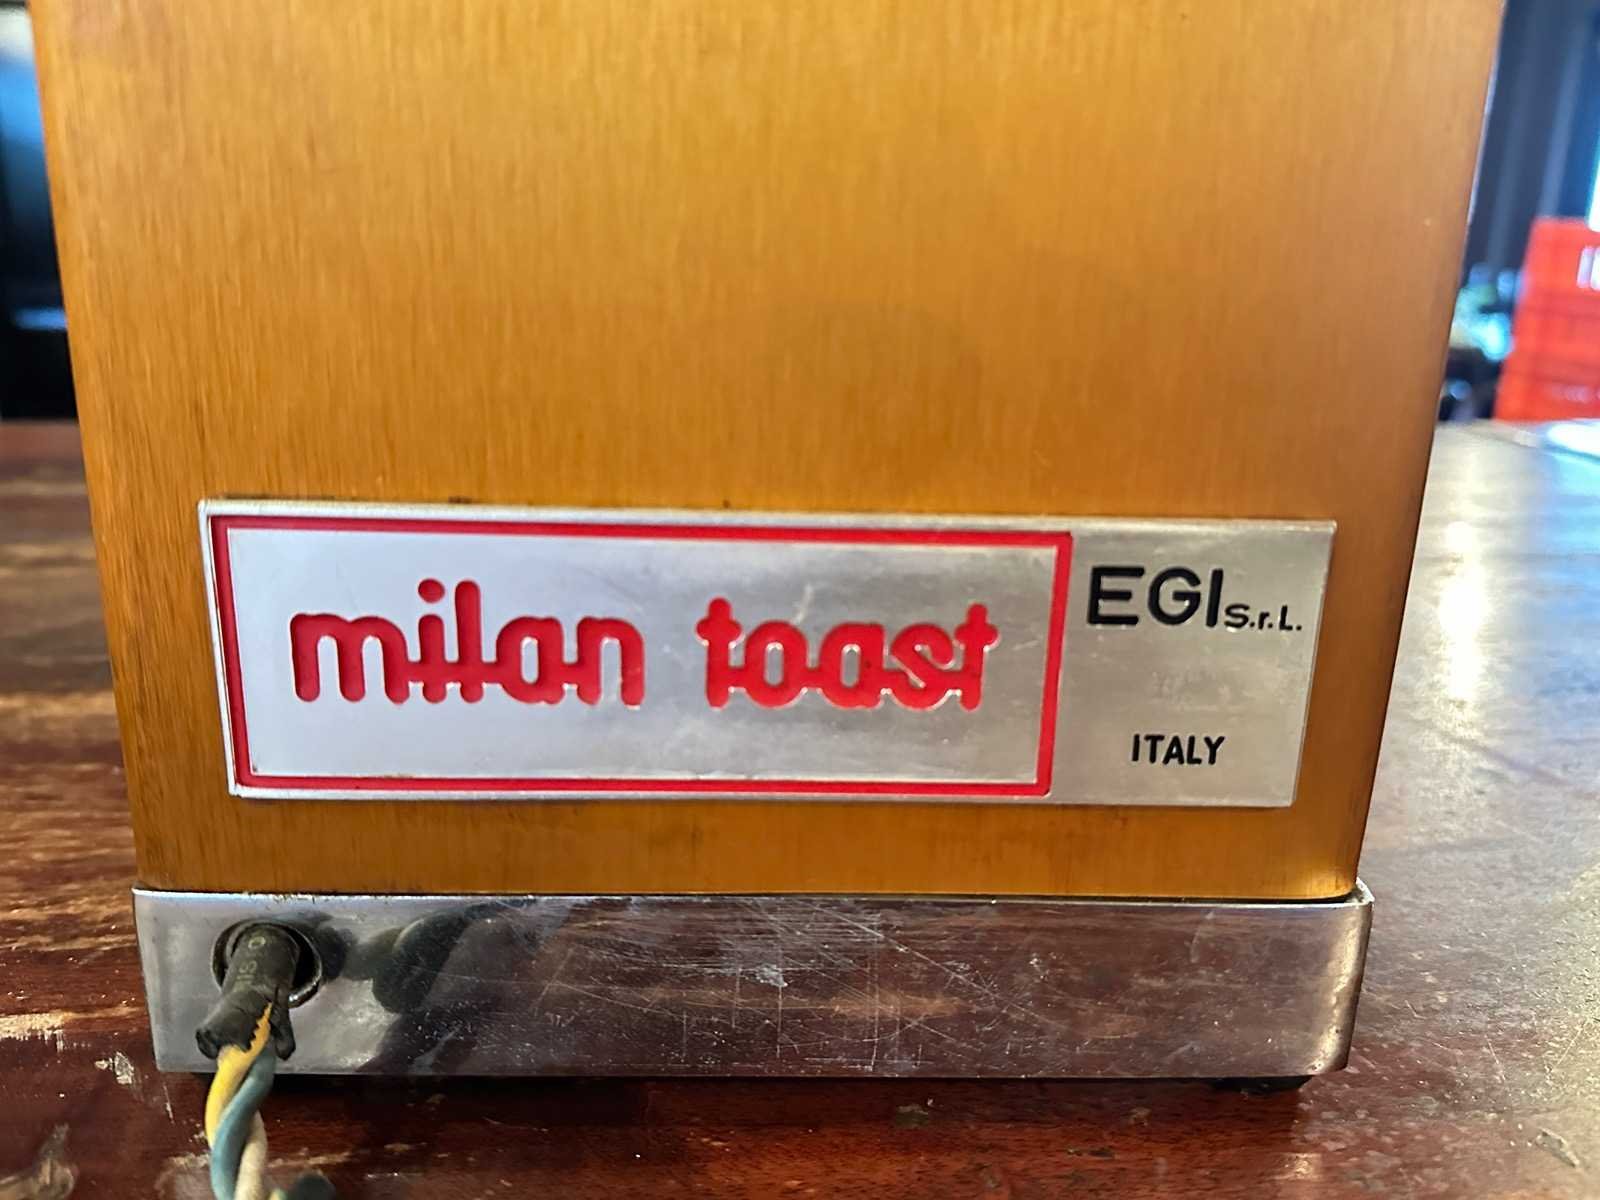 milan toast
EGI S.r.L.
ITALY